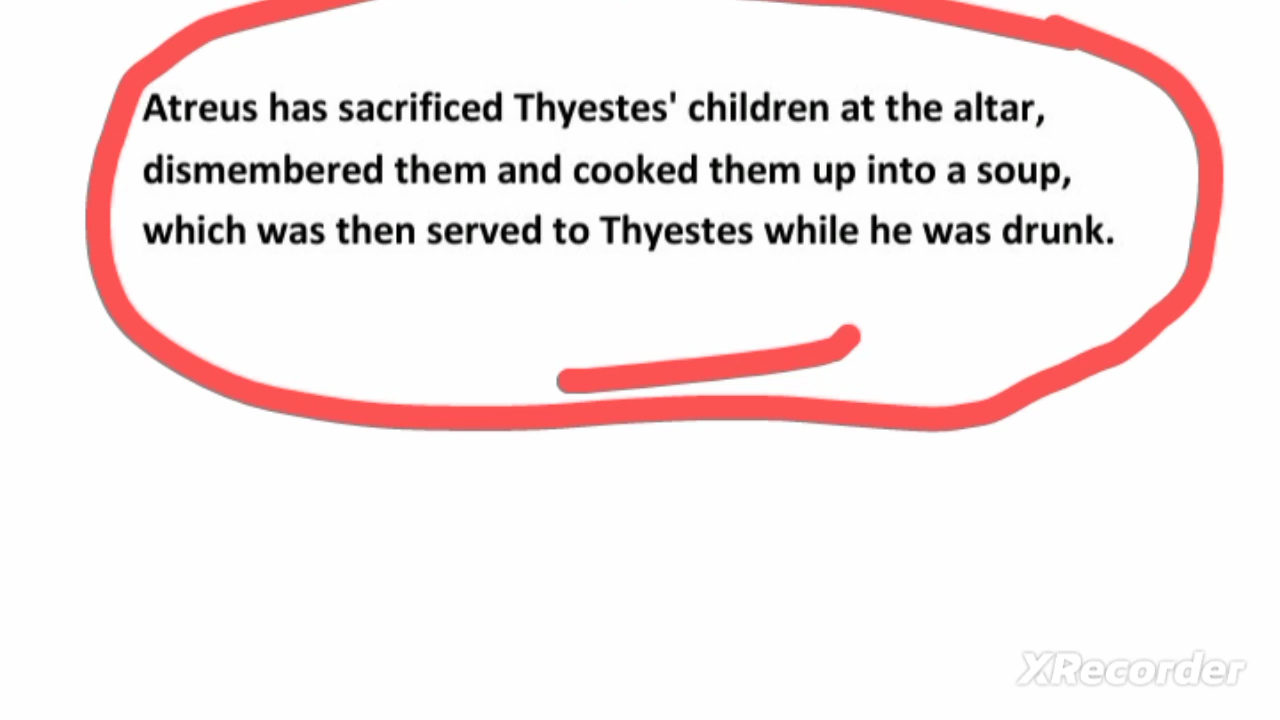 Atreus has sacrificed Thyestes' children at the altar,
dismembered them and cooked them up into a soup,
which was then served to Thyestes while he was drunk.
XRecorder